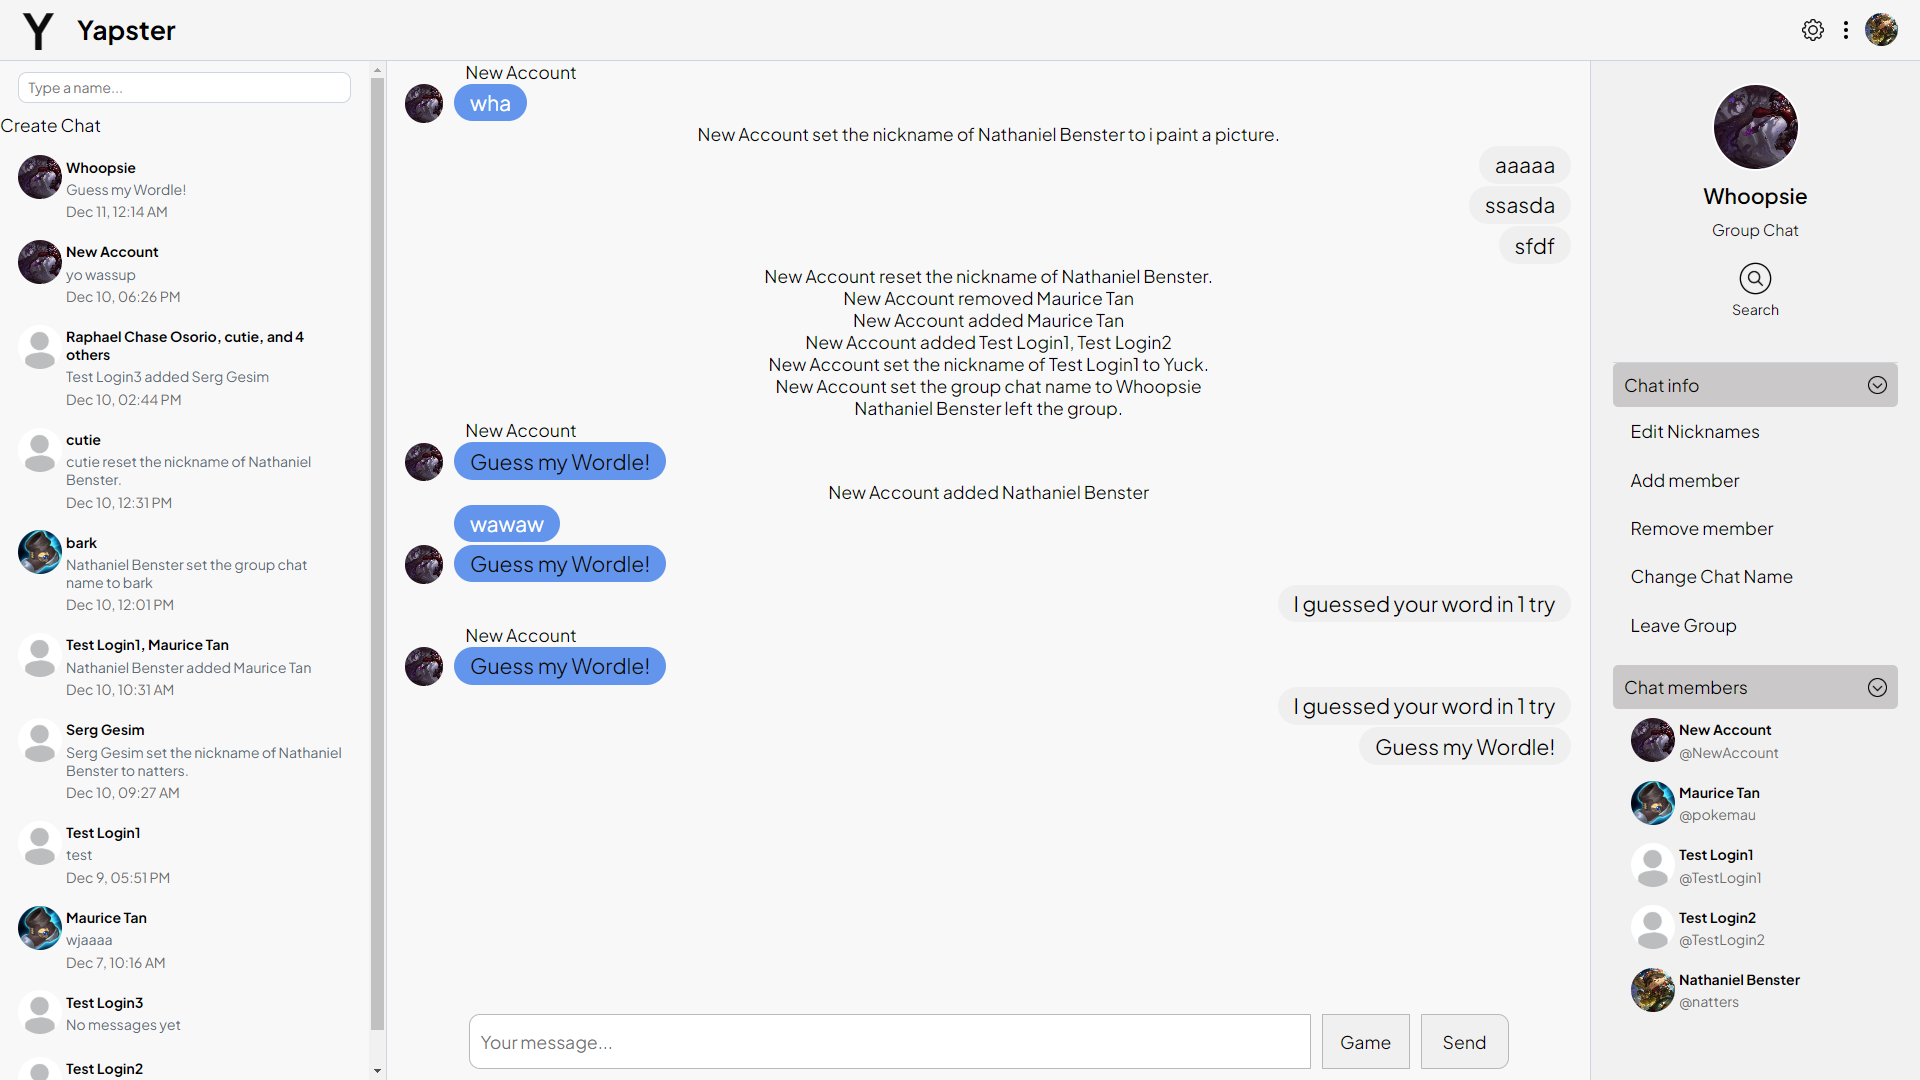 Y Yapster
Type a name...
Create Chat
Whoopsie
Guess my Wordle!
Dec 11, 12:14 AM
New Account
yo wassup
Dec 10, 06:26 PM
Raphael Chase Osorio, cutie, and 4
others
Test Login3 added Serg Gesim
Dec 10, 02:44 PM
cutie
cutie reset the nickname of Nathaniel
Benster.
Dec 10, 12:31 PM
bark
Nathaniel Benster set the group chat
name to bark
Dec 10, 12:01 PM
Test Login1, Maurice Tan
Nathaniel Benster added Maurice Tan
Dec 10, 10:31 AM
Serg Gesim
Serg Gesim set the nickname of Nathaniel
Benster to natters.
Dec 10, 09:27 AM
Test Login1
test
Dec 9, 05:51 PM
Maurice Tan
wjaaaa
Dec 7, 10:16 AM
Test Login3
No messages yet
Test Login2
New Account
wha
New Account set the nickname of Nathaniel Benster to i paint a picture.
aaaaa
ssasda
sfdf
New Account reset the nickname of Nathaniel Benster.
New Account removed Maurice Tan
New Account added Maurice Tan
New Account added Test Login1, Test Login2
New Account set the nickname of Test Login1 to Yuck.
New Account set the group chat name to Whoopsie
Nathaniel Benster left the group.
New Account
Guess my Wordle!
New Account added Nathaniel Benster
wawaw
Guess my Wordle!
I guessed your word in 1 try
New Account
Guess my Wordle!
I guessed your word in 1 try
Guess my Wordle!
Your message...
Game
Send
Whoopsie
Group Chat
Search
Chat info
Edit Nicknames
Add member
Remove member
Change Chat Name
Leave Group
Chat members
New Account
@NewAccount
Maurice Tan
@pokemau
Test Login1
@TestLogin1
Test Login2
@TestLogin2
Nathaniel Benster
@natters